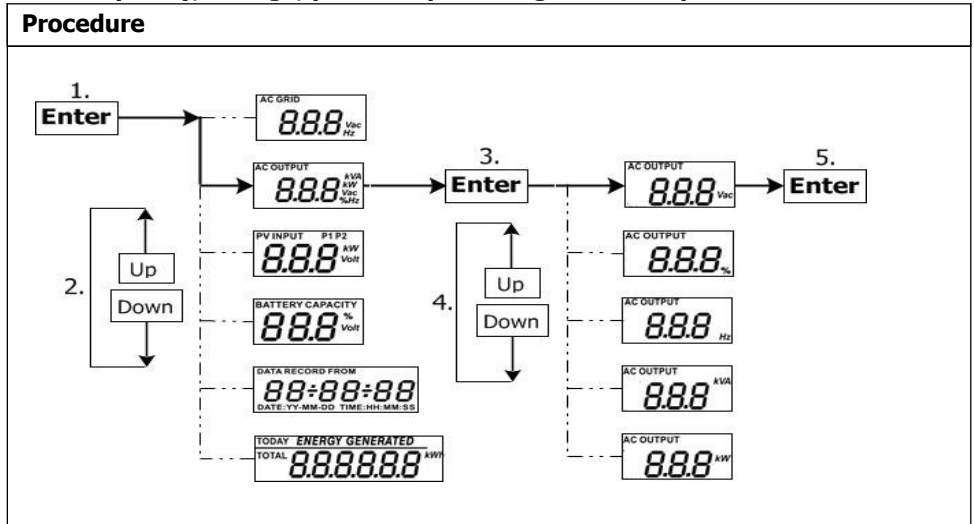 Procedure
1.
Enter
AC GRID
8.8.8 Vac Hz
AC OUTPUT
8.8.8 kVA kW Vac %Hz
2.
Up
Down
PV INPUT P1 P2
8.8.8 kW Volt
BATTERY CAPACITY
8.8.8 % Volt
DATA RECORD FROM
88:88:88
DATE:YY-MM-DD TIME:HH:MM:SS
TODAY ENERGY GENERATED
TOTAL 8.8.8.8.8.8 kWh
3.
Enter
4.
Up
Down
AC OUTPUT
8.8.8 Vac
AC OUTPUT
8.8.8. %
AC OUTPUT
8.8.8 Hz
AC OUTPUT
8.8.8 kVA
AC OUTPUT
8.8.8 kW
5.
Enter